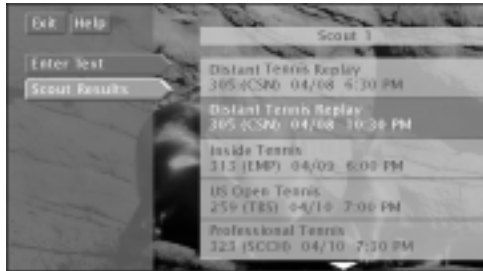 Exit Help
Scout 1
Enter Text
Scout Results
Distant Tennis Replay
305 (CSN) 04/08 6:30 PM
Distant Tennis Replay
305 (CSN) 04/08 10:30 PM
Inside Tennis
313 (EMP) 04/09 6:00 PM
US Open Tennis
259 (TBS) 04/10 7:00 PM
Professional Tennis
323 (SCCH) 04/10 7:30 PM